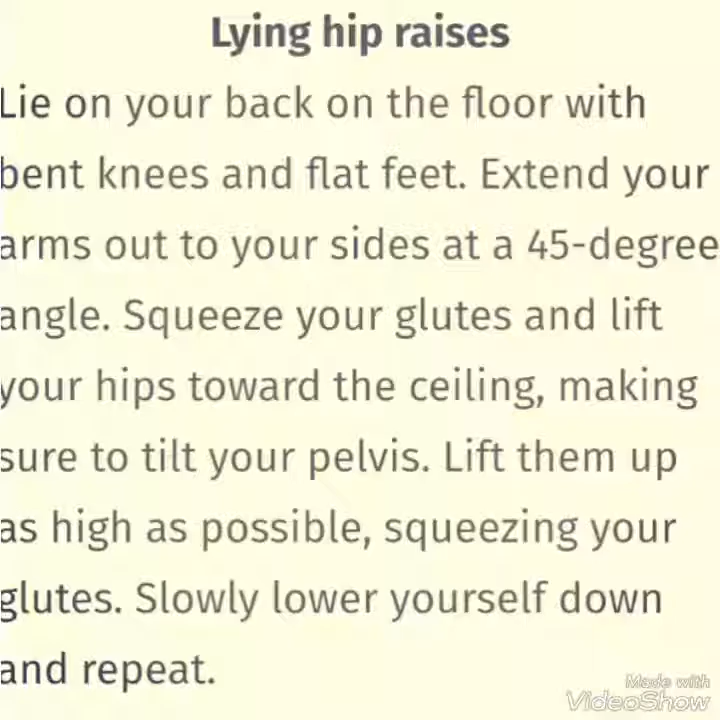 Lying hip raises
Lie on your back on the floor with
bent knees and flat feet. Extend your
arms out to your sides at a 45-degree
angle. Squeeze your glutes and lift
your hips toward the ceiling, making
sure to tilt your pelvis. Lift them up
as high as possible, squeezing your
glutes. Slowly lower yourself down
and repeat.
Made with
VideoShow